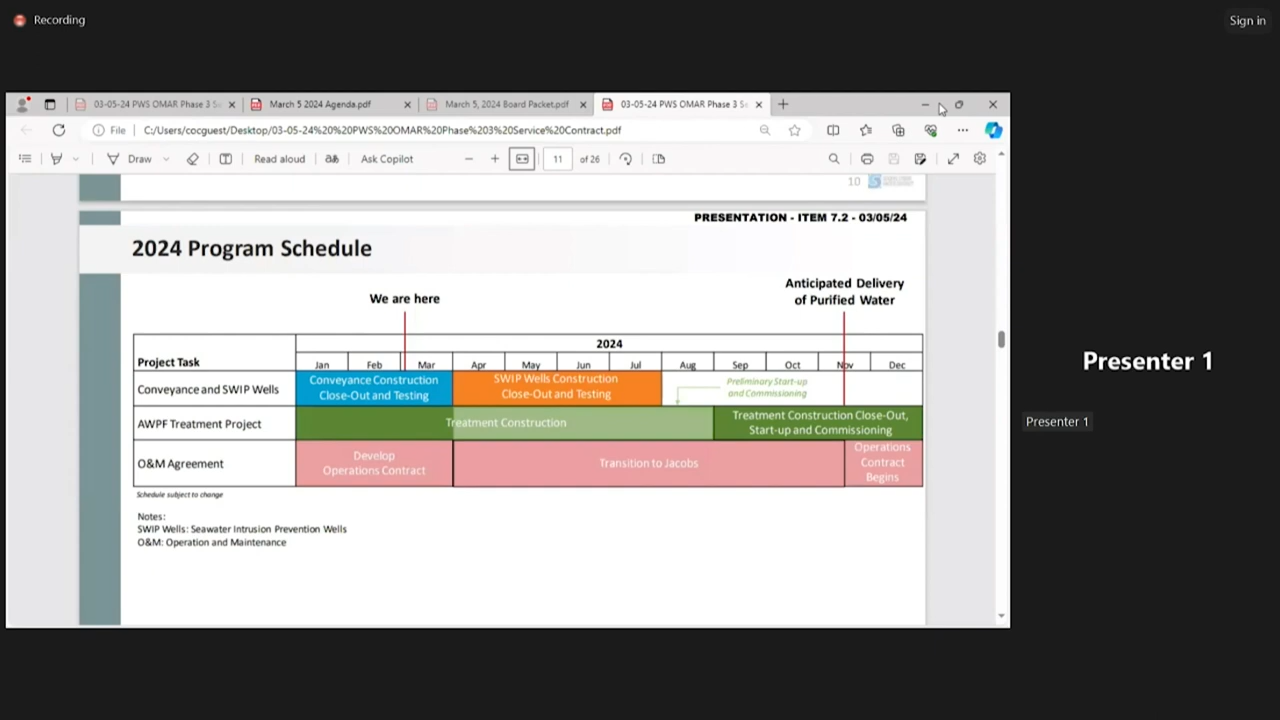 Recording
Sign in
03-05-24 PWS OMAR Phase 3 S
March 5 2024 Agenda.pdf
March 5, 2024 Board Packet.pdf
03-05-24 PWS OMAR Phase 3 Se
File
C:/Users/cocguest/Desktop/03-05-24%20%20PWS%20OMAR%20Phase%203%20Service%20Contract.pdf
Draw
Read aloud
Ask Copilot
11
of 26
10
PRESENTATION - ITEM 7.2 - 03/05/24
2024 Program Schedule
We are here
Anticipated Delivery
of Purified Water
Project Task
2024
Jan Feb Mar Apr May Jun Jul Aug Sep Oct Nov Dec
Conveyance and SWIP Wells
Conveyance Construction
Close-Out and Testing
SWIP Wells Construction
Close-Out and Testing
Preliminary Start-up
and Commissioning
AWPF Treatment Project
Treatment Construction
Treatment Construction Close-Out,
Start-up and Commissioning
O&M Agreement
Develop
Operations Contract
Transition to Jacobs
Operations
Contract
Begins
Schedule subject to change
Notes:
SWIP Wells: Seawater Intrusion Prevention Wells
O&M: Operation and Maintenance
Presenter 1
Presenter 1